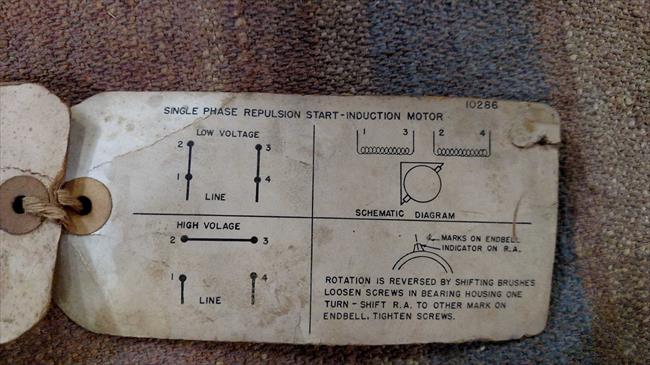 10286
SINGLE PHASE REPULSION START-INDUCTION MOTOR
LOW VOLTAGE
2 3
1 4
LINE
1 3 2 4
SCHEMATIC DIAGRAM
HIGH VOLAGE
2 3
1 4
LINE
MARKS ON ENDBELL
INDICATOR ON R.A.
ROTATION IS REVERSED BY SHIFTING BRUSHES
LOOSEN SCREWS IN BEARING HOUSING ONE
TURN - SHIFT R.A. TO OTHER MARK ON
ENDBELL, TIGHTEN SCREWS.